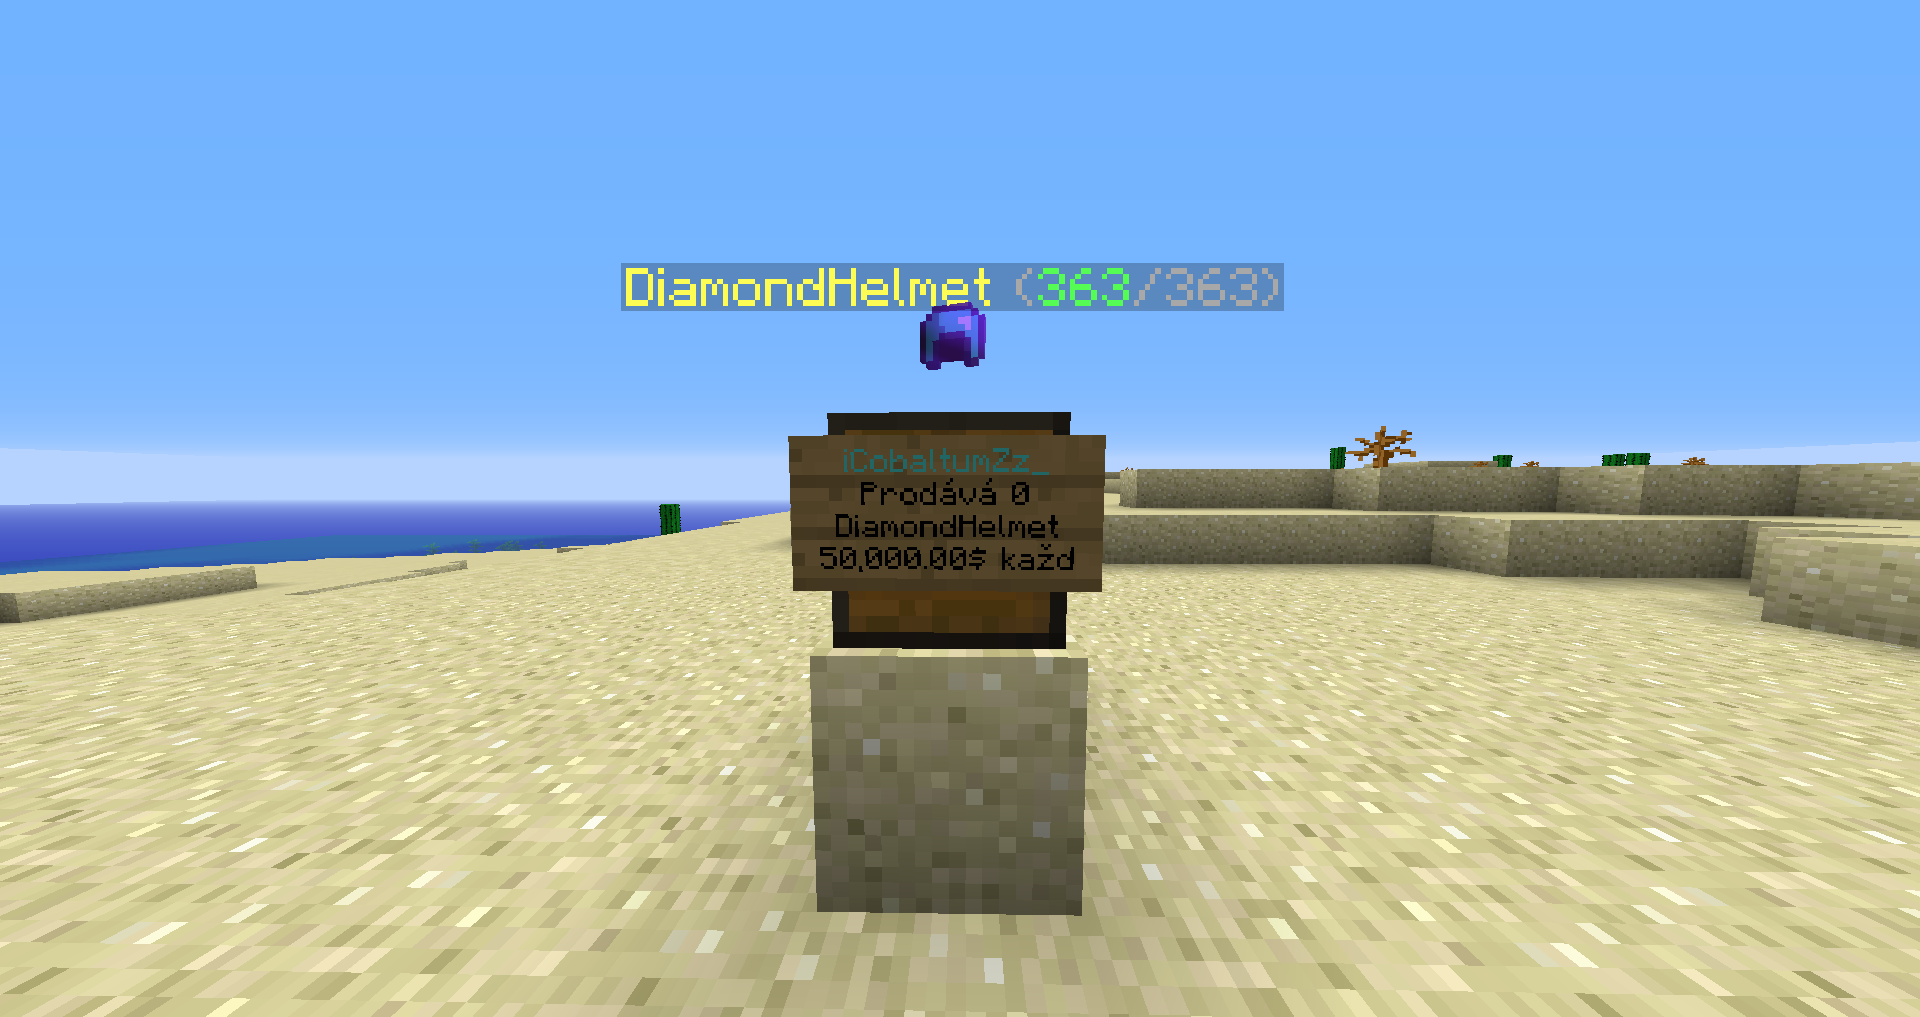 DiamondHelmet (363/363)
iCobaltumZz_
Prodává 0
DiamondHelmet
50,000.00$ každ